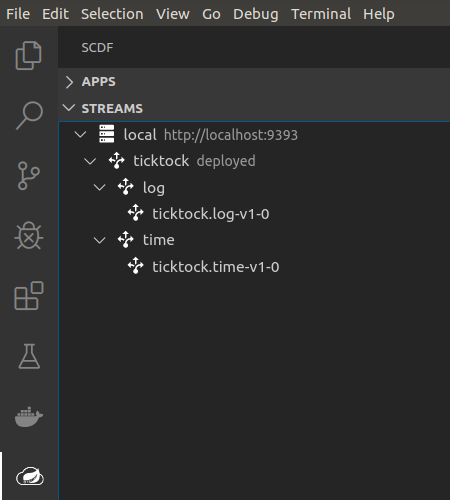 File Edit Selection View Go Debug Terminal Help
SCDF
APPS
STREAMS
local http://localhost:9393
ticktock deployed
log
ticktock.log-v1-0
time
ticktock.time-v1-0